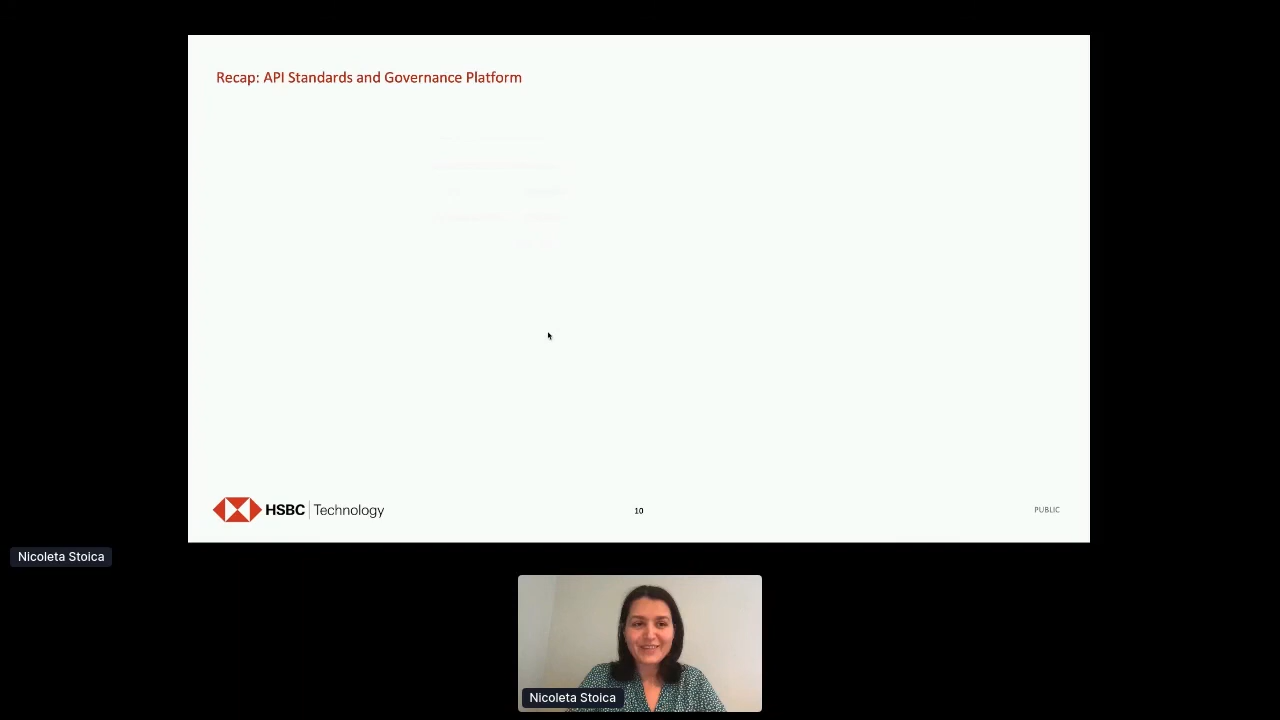 Recap: API Standards and Governance Platform
HSBC Technology
10
PUBLIC
Nicoleta Stoica
Nicoleta Stoica